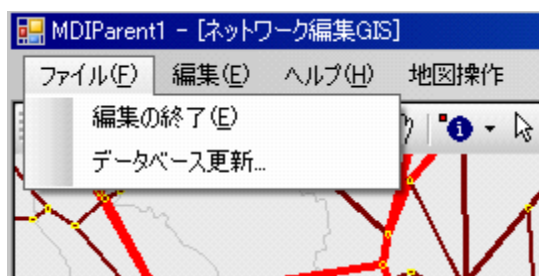 MDIParent1 - [ネットワーク編集GIS]
ファイル(F) 編集(E) ヘルプ(H) 地図操作
編集の終了(E)
データベース更新...